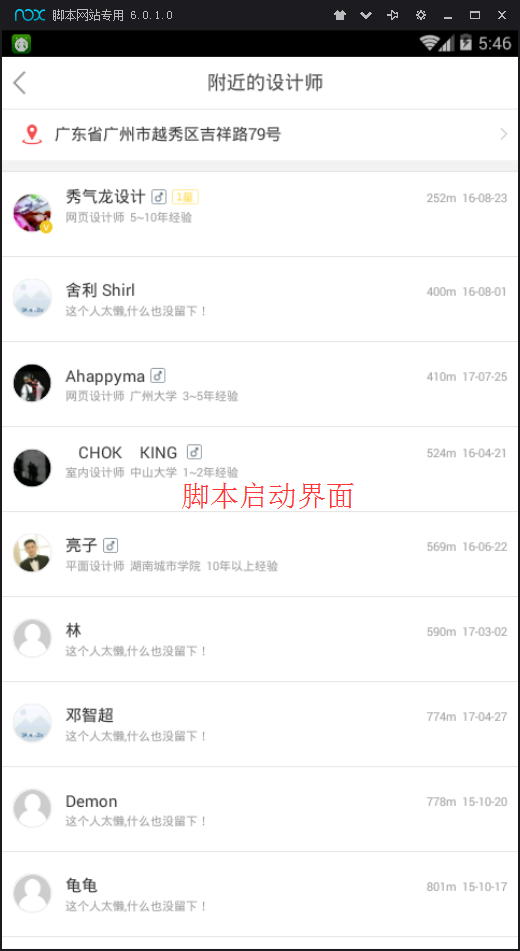 nox 脚本网站专用 6.0.1.0
5:46
附近的设计师
广东省广州市越秀区吉祥路79号
秀气龙设计 1星 252m 16-08-23
V 网页设计师 5~10年经验
舍利 Shirl 400m 16-08-01
这个人太懒,什么也没留下！
Ahappyma 410m 17-07-25
网页设计师 广州大学 3~5年经验
CHOK KING 524m 16-04-21
室内设计师 中山大学 1~2年经验
脚本启动界面
亮子 569m 16-06-22
平面设计师 湖南城市学院 10年以上经验
林 590m 17-03-02
这个人太懒,什么也没留下！
邓智超 774m 17-04-27
这个人太懒,什么也没留下！
Demon 778m 15-10-20
这个人太懒,什么也没留下！
龟龟 801m 15-10-17
这个人太懒,什么也没留下！